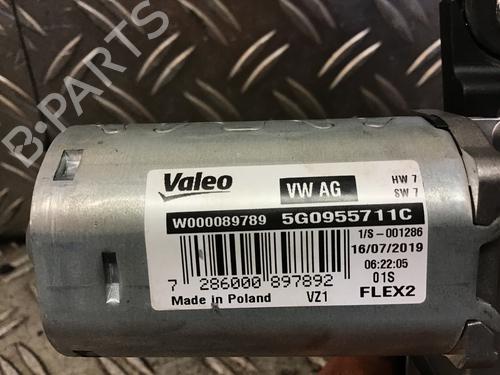 B-PARTS
Valeo
VW AG
HW 7
SW 7
W000089789
5G0955711C
1/S-001286
16/07/2019
06:22:05
01S
7 286000 897892
Made in Poland
VZ1
FLEX2